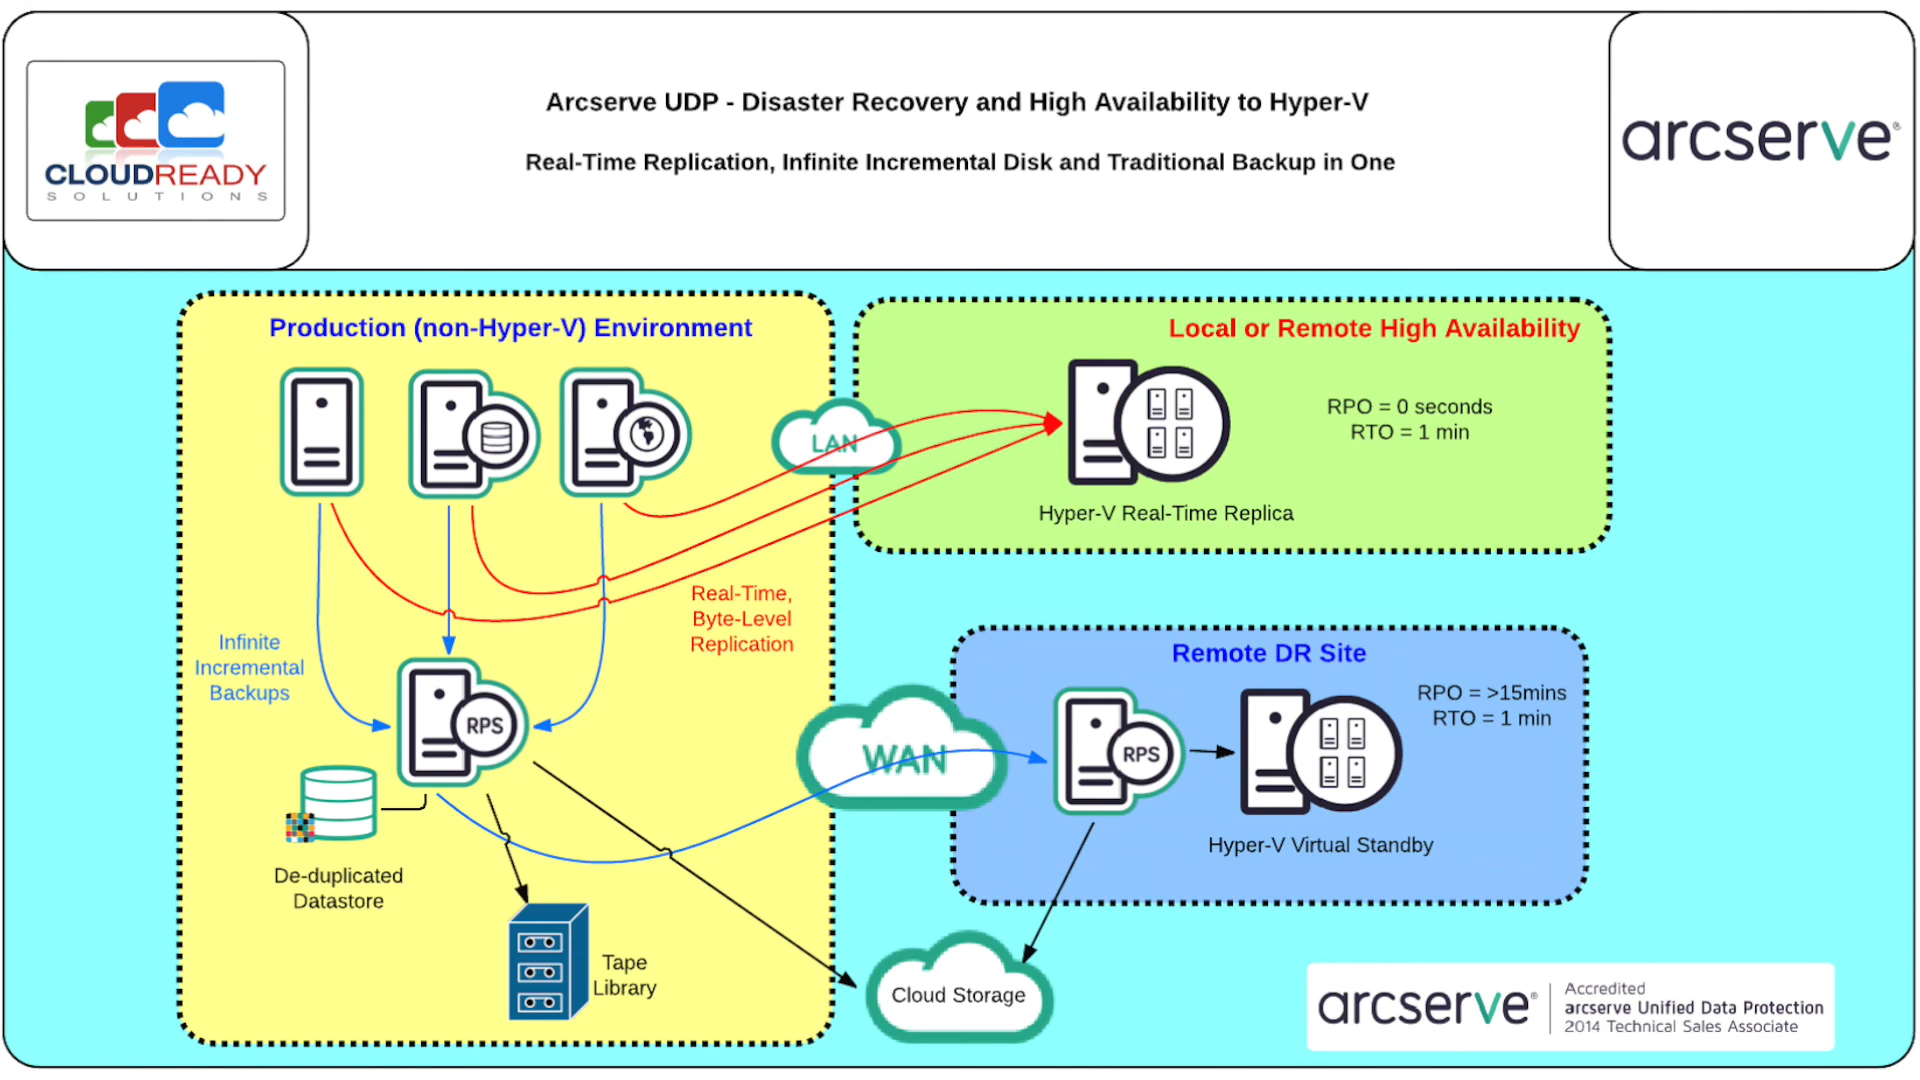 CLOUDREADY
SOLUTIONS
Arcserve UDP - Disaster Recovery and High Availability to Hyper-V
Real-Time Replication, Infinite Incremental Disk and Traditional Backup in One
arcserve®
Production (non-Hyper-V) Environment
Local or Remote High Availability
LAN
RPO = 0 seconds
RTO = 1 min
Hyper-V Real-Time Replica
Real-Time,
Byte-Level
Replication
Infinite
Incremental
Backups
RPS
De-duplicated
Datastore
Tape
Library
WAN
Remote DR Site
RPO = >15mins
RTO = 1 min
RPS
Hyper-V Virtual Standby
Cloud Storage
arcserve®
Accredited
arcserve Unified Data Protection
2014 Technical Sales Associate